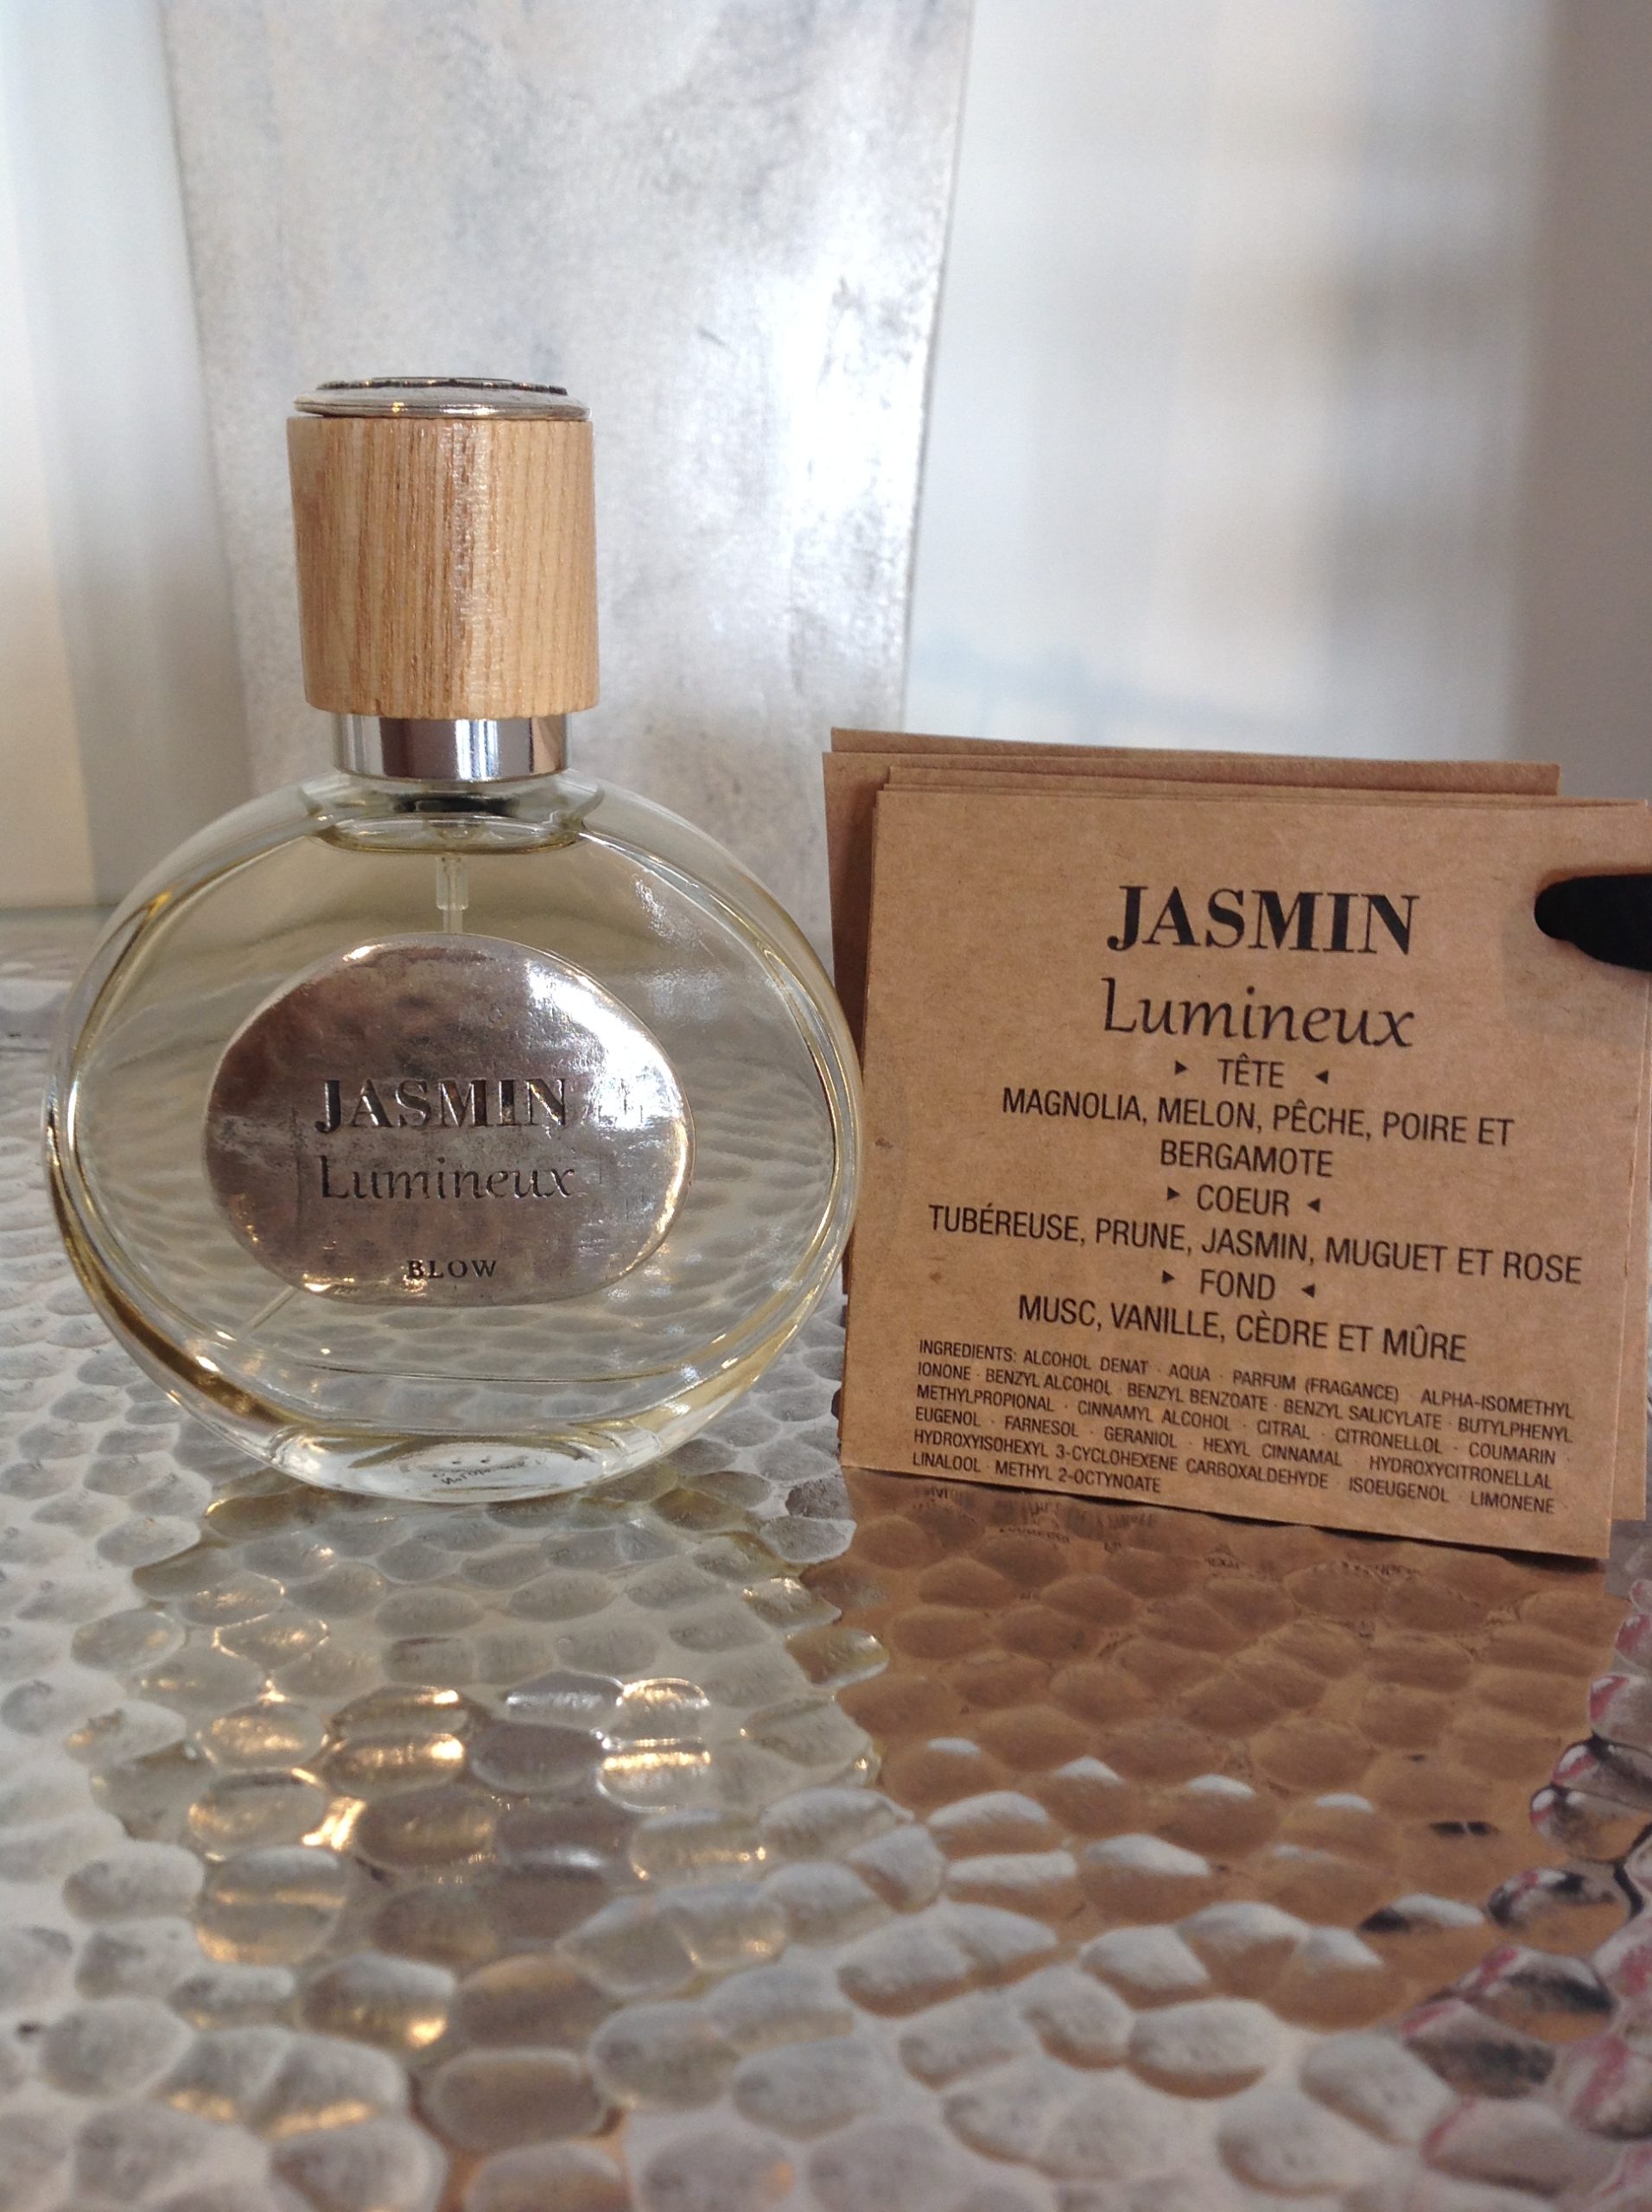 JASMIN
Lumineux
BLOW
JASMIN
Lumineux
▸ TÊTE ◂
MAGNOLIA, MELON, PÊCHE, POIRE ET
BERGAMOTE
▸ COEUR ◂
TUBÉREUSE, PRUNE, JASMIN, MUGUET ET ROSE
▸ FOND ◂
MUSC, VANILLE, CÈDRE ET MÛRE
INGREDIENTS: ALCOHOL DENAT · AQUA · PARFUM (FRAGANCE) · ALPHA-ISOMETHYL
IONONE · BENZYL ALCOHOL · BENZYL BENZOATE · BENZYL SALICYLATE · BUTYLPHENYL
METHYLPROPIONAL · CINNAMYL ALCOHOL · CITRAL · CITRONELLOL · COUMARIN ·
EUGENOL · FARNESOL · GERANIOL · HEXYL CINNAMAL · HYDROXYCITRONELLAL
HYDROXYISOHEXYL 3-CYCLOHEXENE CARBOXALDEHYDE · ISOEUGENOL · LIMONENE ·
LINALOOL · METHYL 2-OCTYNOATE